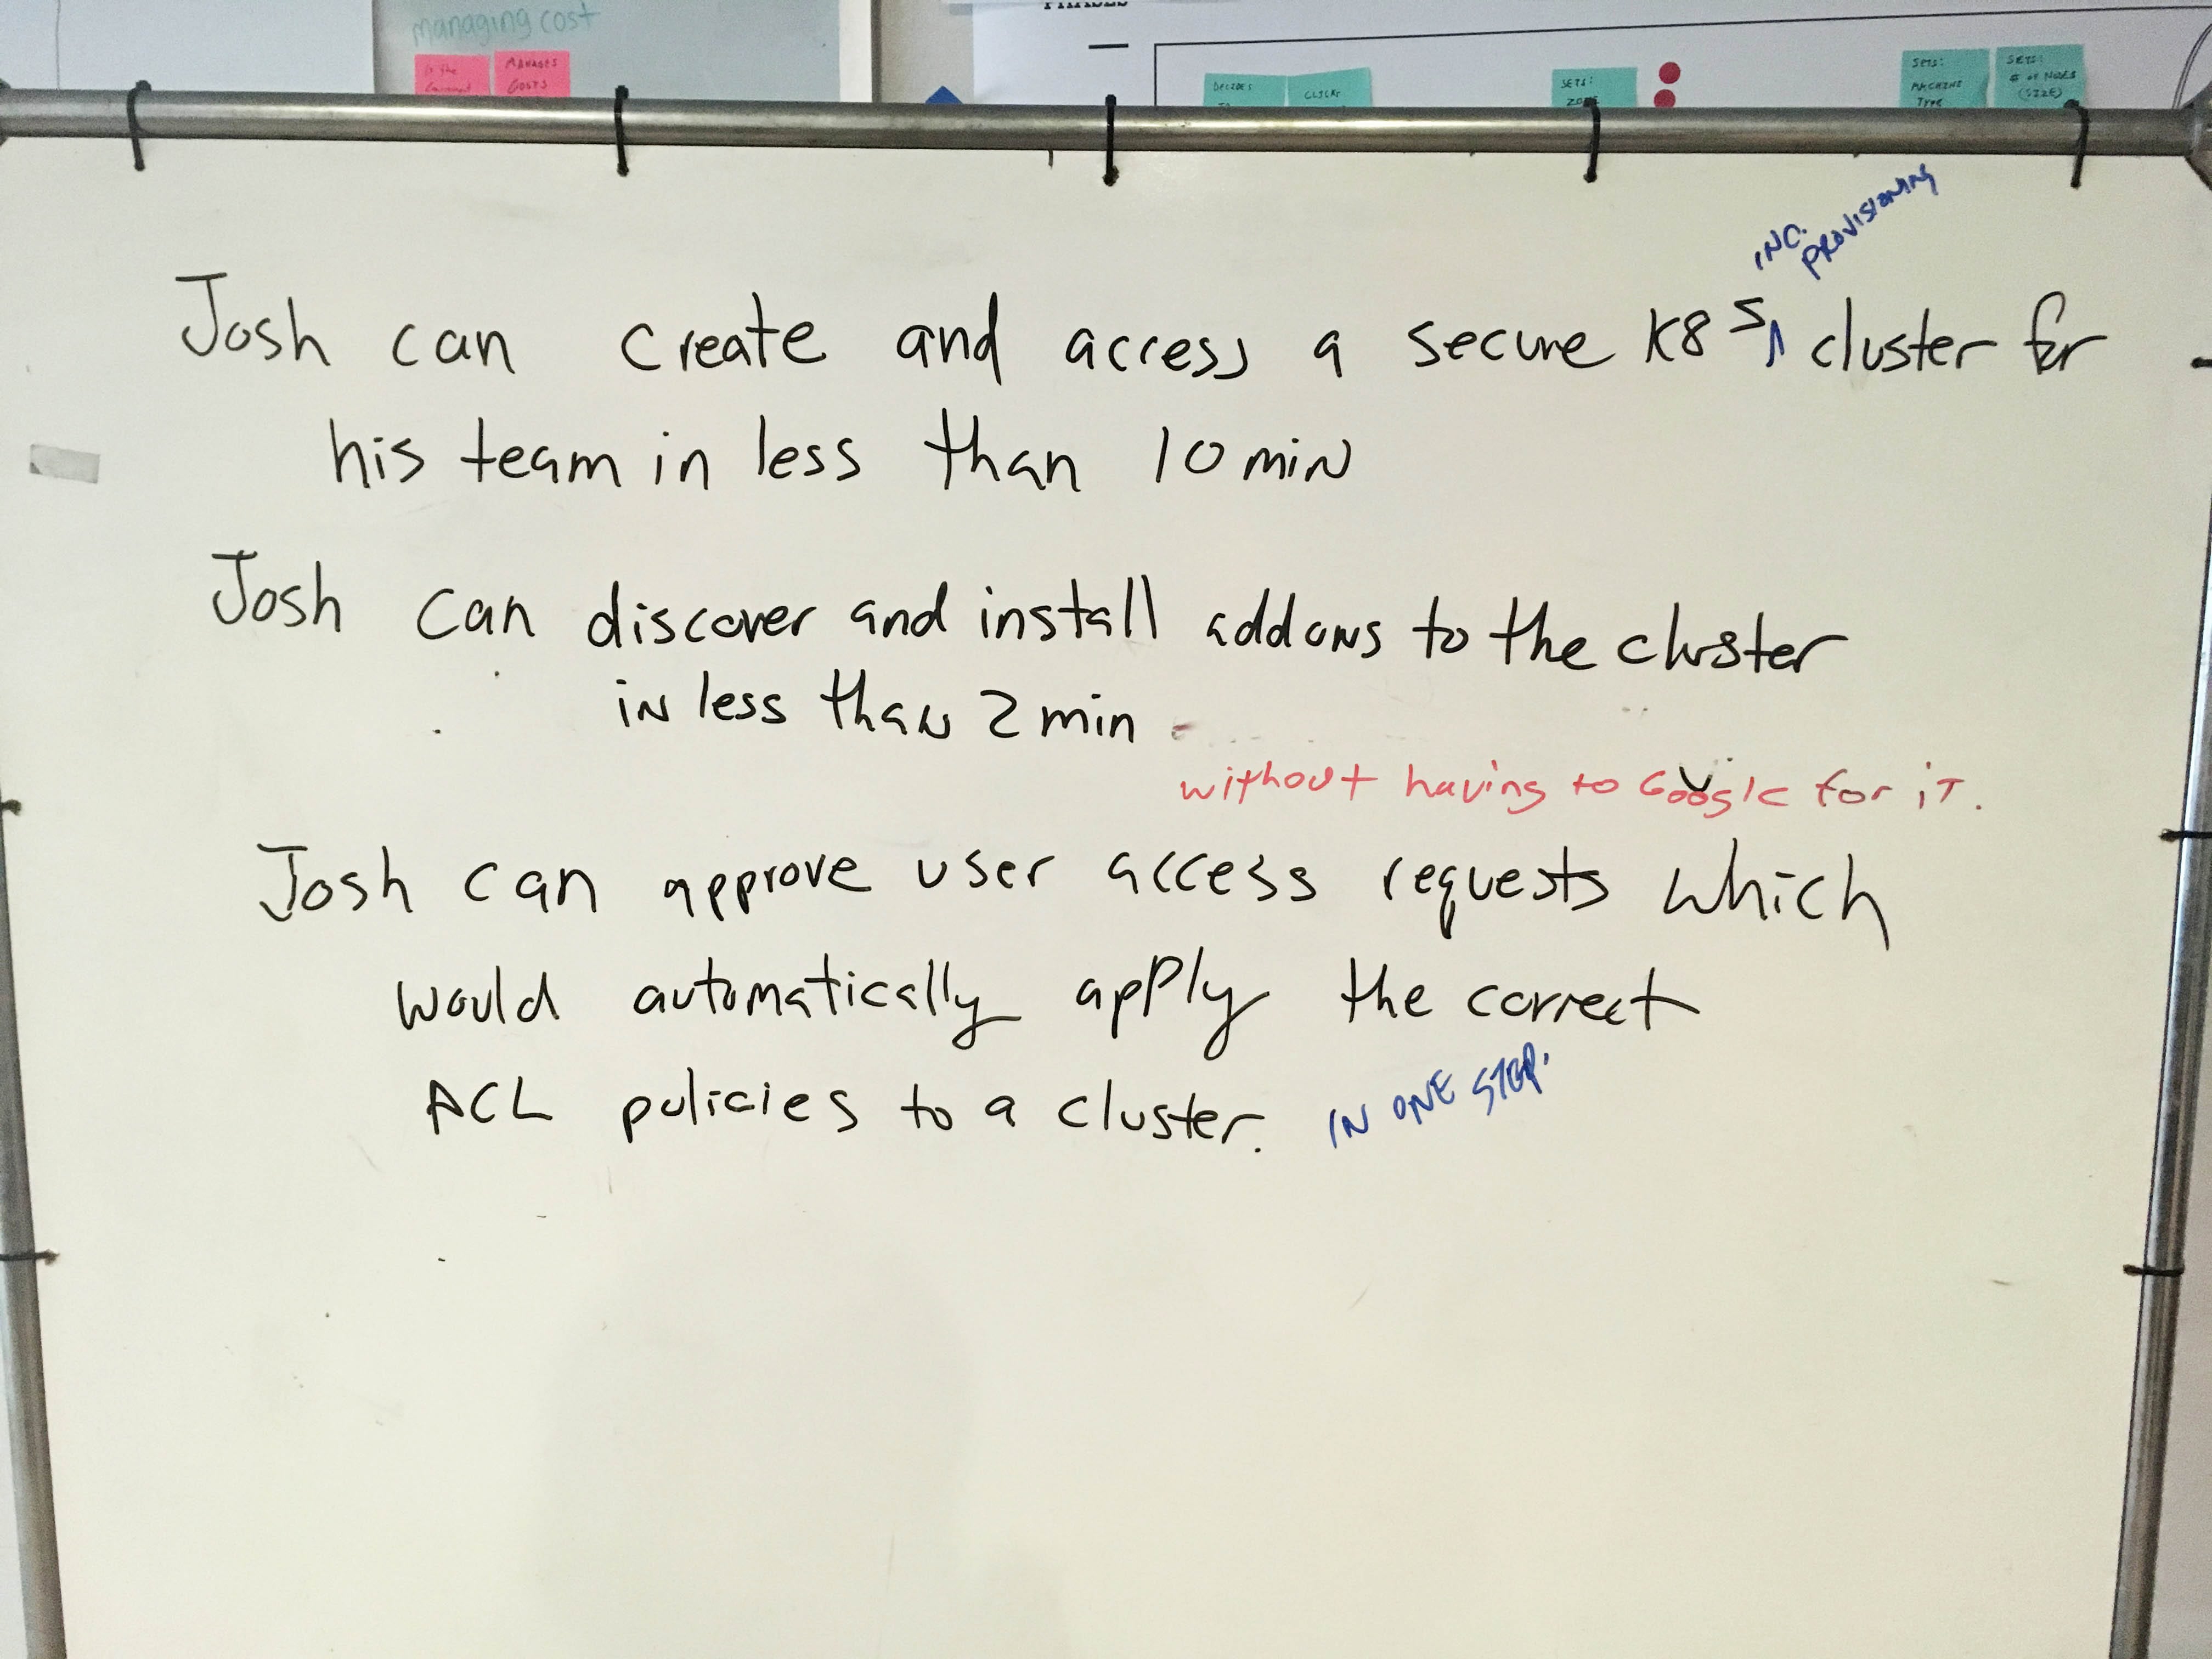 managing cost
is the
MANAGES
COSTS
DECIDES
CLICKS
SETS:
ZONE
SETS:
MACHINE
TYPE
SETS:
# OF NODES
(SIZE)
INC.
PROVISIONING
Josh can create and access a secure K8S cluster for
his team in less than 10 min
Josh can discover and install addons to the cluster
in less than 2 min
without having to Google for it.
Josh can approve user access requests which
would automatically apply the correct
ACL policies to a cluster. IN ONE STEP.